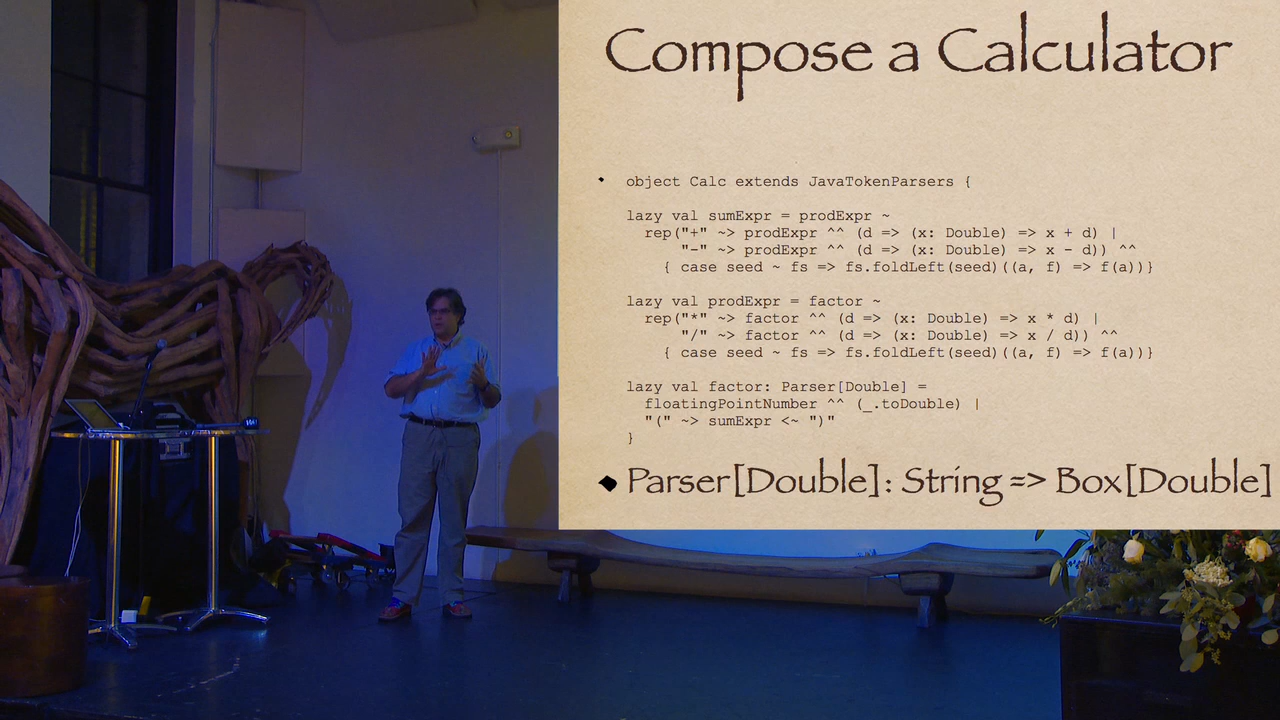 Compose a Calculator
object Calc extends JavaTokenParsers {
lazy val sumExpr = prodExpr ~
rep("+" ~> prodExpr ^^ (d => (x: Double) => x + d) |
"-" ~> prodExpr ^^ (d => (x: Double) => x - d)) ^^
{ case seed ~ fs => fs.foldLeft(seed)((a, f) => f(a))}
lazy val prodExpr = factor ~
rep("*" ~> factor ^^ (d => (x: Double) => x * d) |
"/" ~> factor ^^ (d => (x: Double) => x / d)) ^^
{ case seed ~ fs => fs.foldLeft(seed)((a, f) => f(a))}
lazy val factor: Parser[Double] =
floatingPointNumber ^^ (_.toDouble) |
"(" ~> sumExpr <~ ")"
}
Parser[Double]: String => Box[Double]